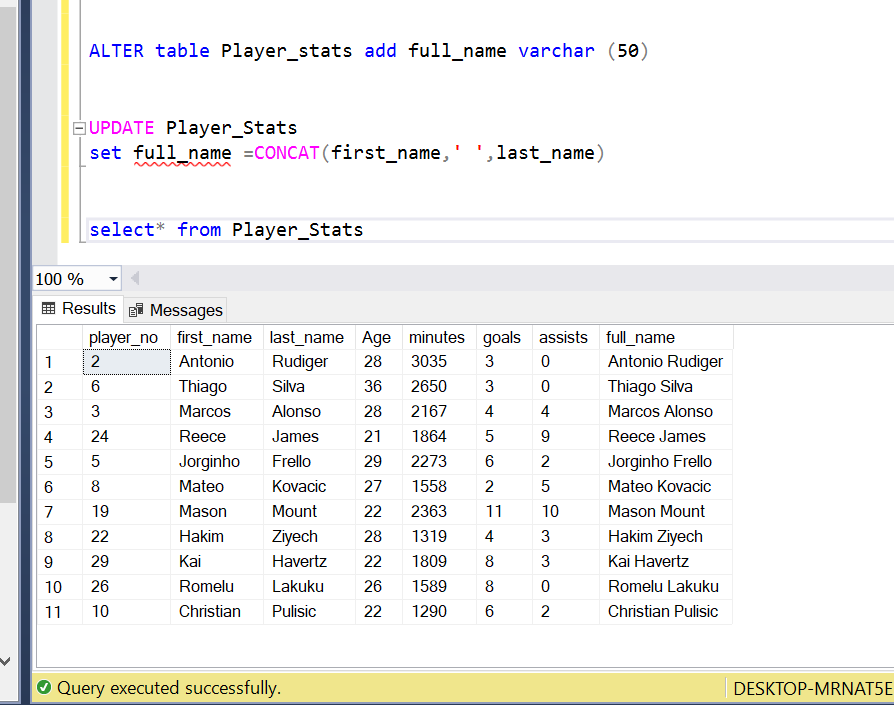 ALTER table Player_stats add full_name varchar (50)
UPDATE Player_Stats
set full_name =CONCAT(first_name,' ',last_name)
select* from Player_Stats
100 %
Results Messages
player_no first_name last_name Age minutes goals assists full_name
1 2 Antonio Rudiger 28 3035 3 0 Antonio Rudiger
2 6 Thiago Silva 36 2650 3 0 Thiago Silva
3 3 Marcos Alonso 28 2167 4 4 Marcos Alonso
4 24 Reece James 21 1864 5 9 Reece James
5 5 Jorginho Frello 29 2273 6 2 Jorginho Frello
6 8 Mateo Kovacic 27 1558 2 5 Mateo Kovacic
7 19 Mason Mount 22 2363 11 10 Mason Mount
8 22 Hakim Ziyech 28 1319 4 3 Hakim Ziyech
9 29 Kai Havertz 22 1809 8 3 Kai Havertz
10 26 Romelu Lakuku 26 1589 8 0 Romelu Lakuku
11 10 Christian Pulisic 22 1290 6 2 Christian Pulisic
Query executed successfully. DESKTOP-MRNAT5E